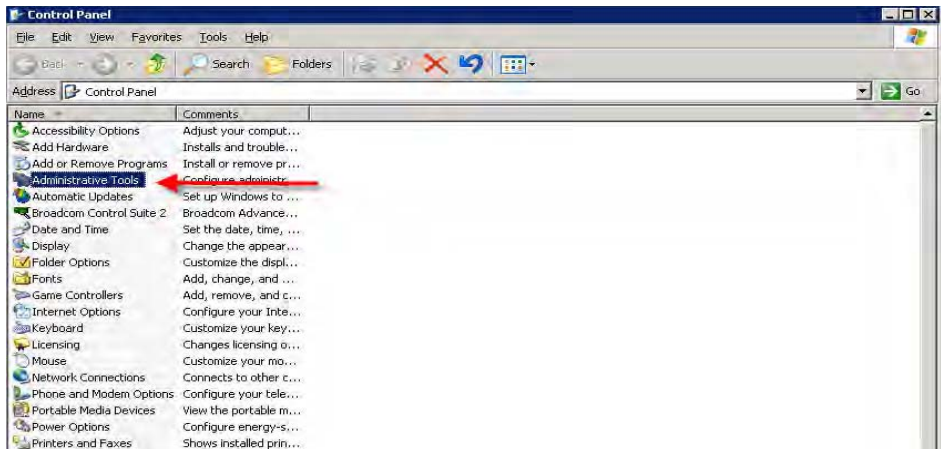 Control Panel
File Edit View Favorites Tools Help
Back Search Folders
Address Control Panel Go
Name Comments
Accessibility Options Adjust your comput...
Add Hardware Installs and trouble...
Add or Remove Programs Install or remove pr...
Administrative Tools Configure administr...
Automatic Updates Set up Windows to ...
Broadcom Control Suite 2 Broadcom Advance...
Date and Time Set the date, time, ...
Display Change the appear...
Folder Options Customize the displ...
Fonts Add, change, and ...
Game Controllers Add, remove, and c...
Internet Options Configure your Inte...
Keyboard Customize your key...
Licensing Changes licensing o...
Mouse Customize your mo...
Network Connections Connects to other c...
Phone and Modem Options Configure your tele...
Portable Media Devices View the portable m...
Power Options Configure energy-s...
Printers and Faxes Shows installed prin...